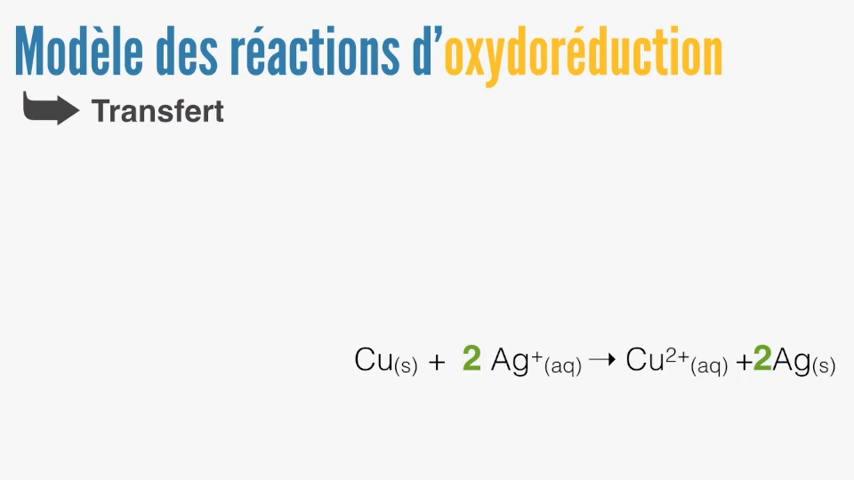 Modèle des réactions d’oxydoréduction
Transfert
Cu(s) + 2 Ag⁺(aq) → Cu²⁺(aq) +2Ag(s)